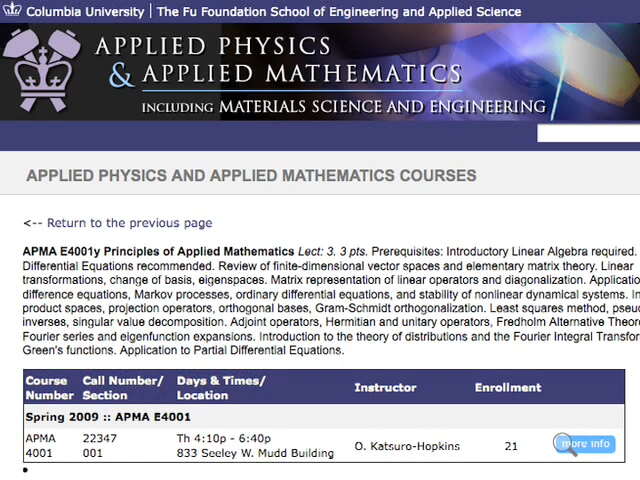 Columbia University | The Fu Foundation School of Engineering and Applied Science
APPLIED PHYSICS
& APPLIED MATHEMATICS
INCLUDING MATERIALS SCIENCE AND ENGINEERING
APPLIED PHYSICS AND APPLIED MATHEMATICS COURSES
<-- Return to the previous page
APMA E4001y Principles of Applied Mathematics Lect: 3. 3 pts. Prerequisites: Introductory Linear Algebra required.
Differential Equations recommended. Review of finite-dimensional vector spaces and elementary matrix theory. Linear
transformations, change of basis, eigenspaces. Matrix representation of linear operators and diagonalization.
difference equations, Markov processes, ordinary differential equations, and stability of nonlinear dynamical systems.
product spaces, projection operators, orthogonal bases, Gram-Schmidt orthogonalization. Least squares method,
inverses, singular value decomposition. Adjoint operators, Hermitian and unitary operators, Fredholm Alternative
Fourier series and eigenfunction expansions. Introduction to the theory of distributions and the Fourier Integral
Green's functions. Application to Partial Differential Equations.
Course Number Call Number/ Section Days & Times/ Location Instructor Enrollment
Spring 2009 :: APMA E4001
APMA 22347 Th 4:10p - 6:40p O. Katsuro-Hopkins 21 more info
4001 001 833 Seeley W. Mudd Building